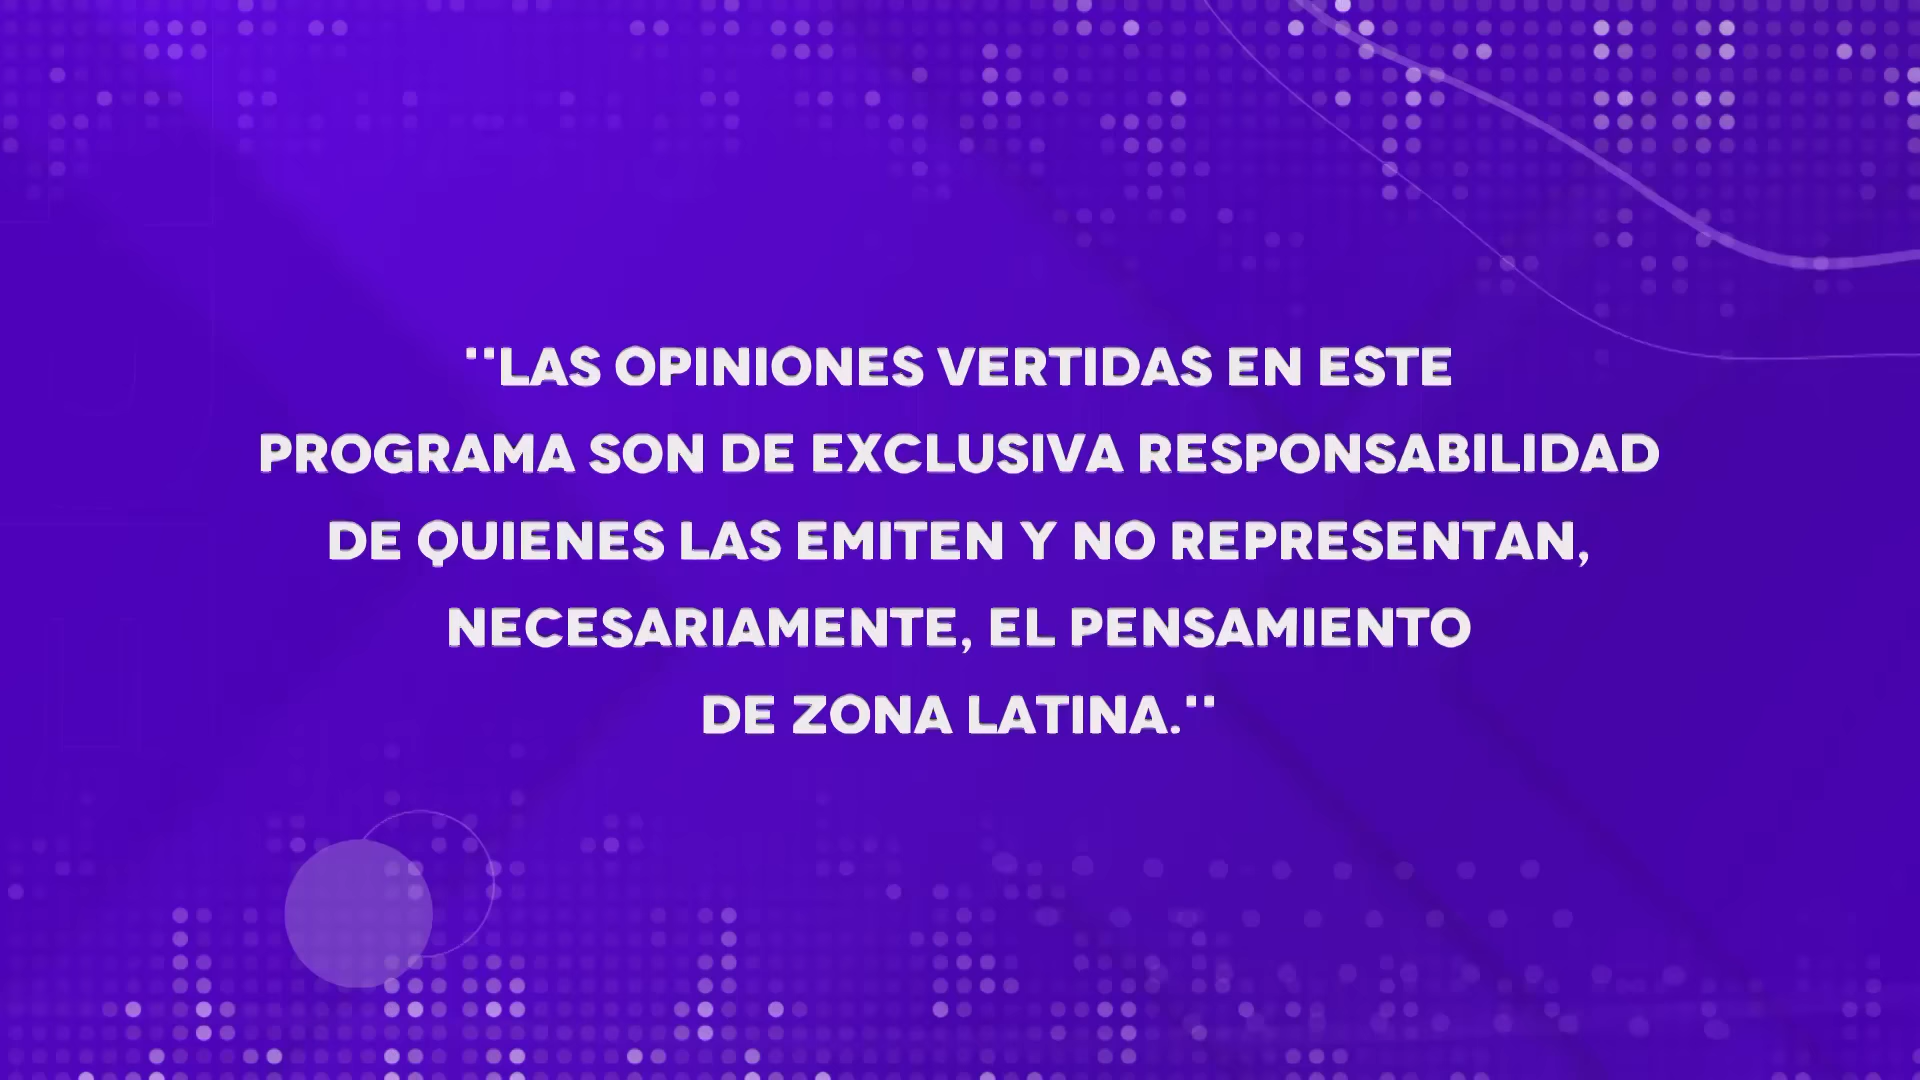 "LAS OPINIONES VERTIDAS EN ESTE
PROGRAMA SON DE EXCLUSIVA RESPONSABILIDAD
DE QUIENES LAS EMITEN Y NO REPRESENTAN,
NECESARIAMENTE, EL PENSAMIENTO
DE ZONA LATINA."